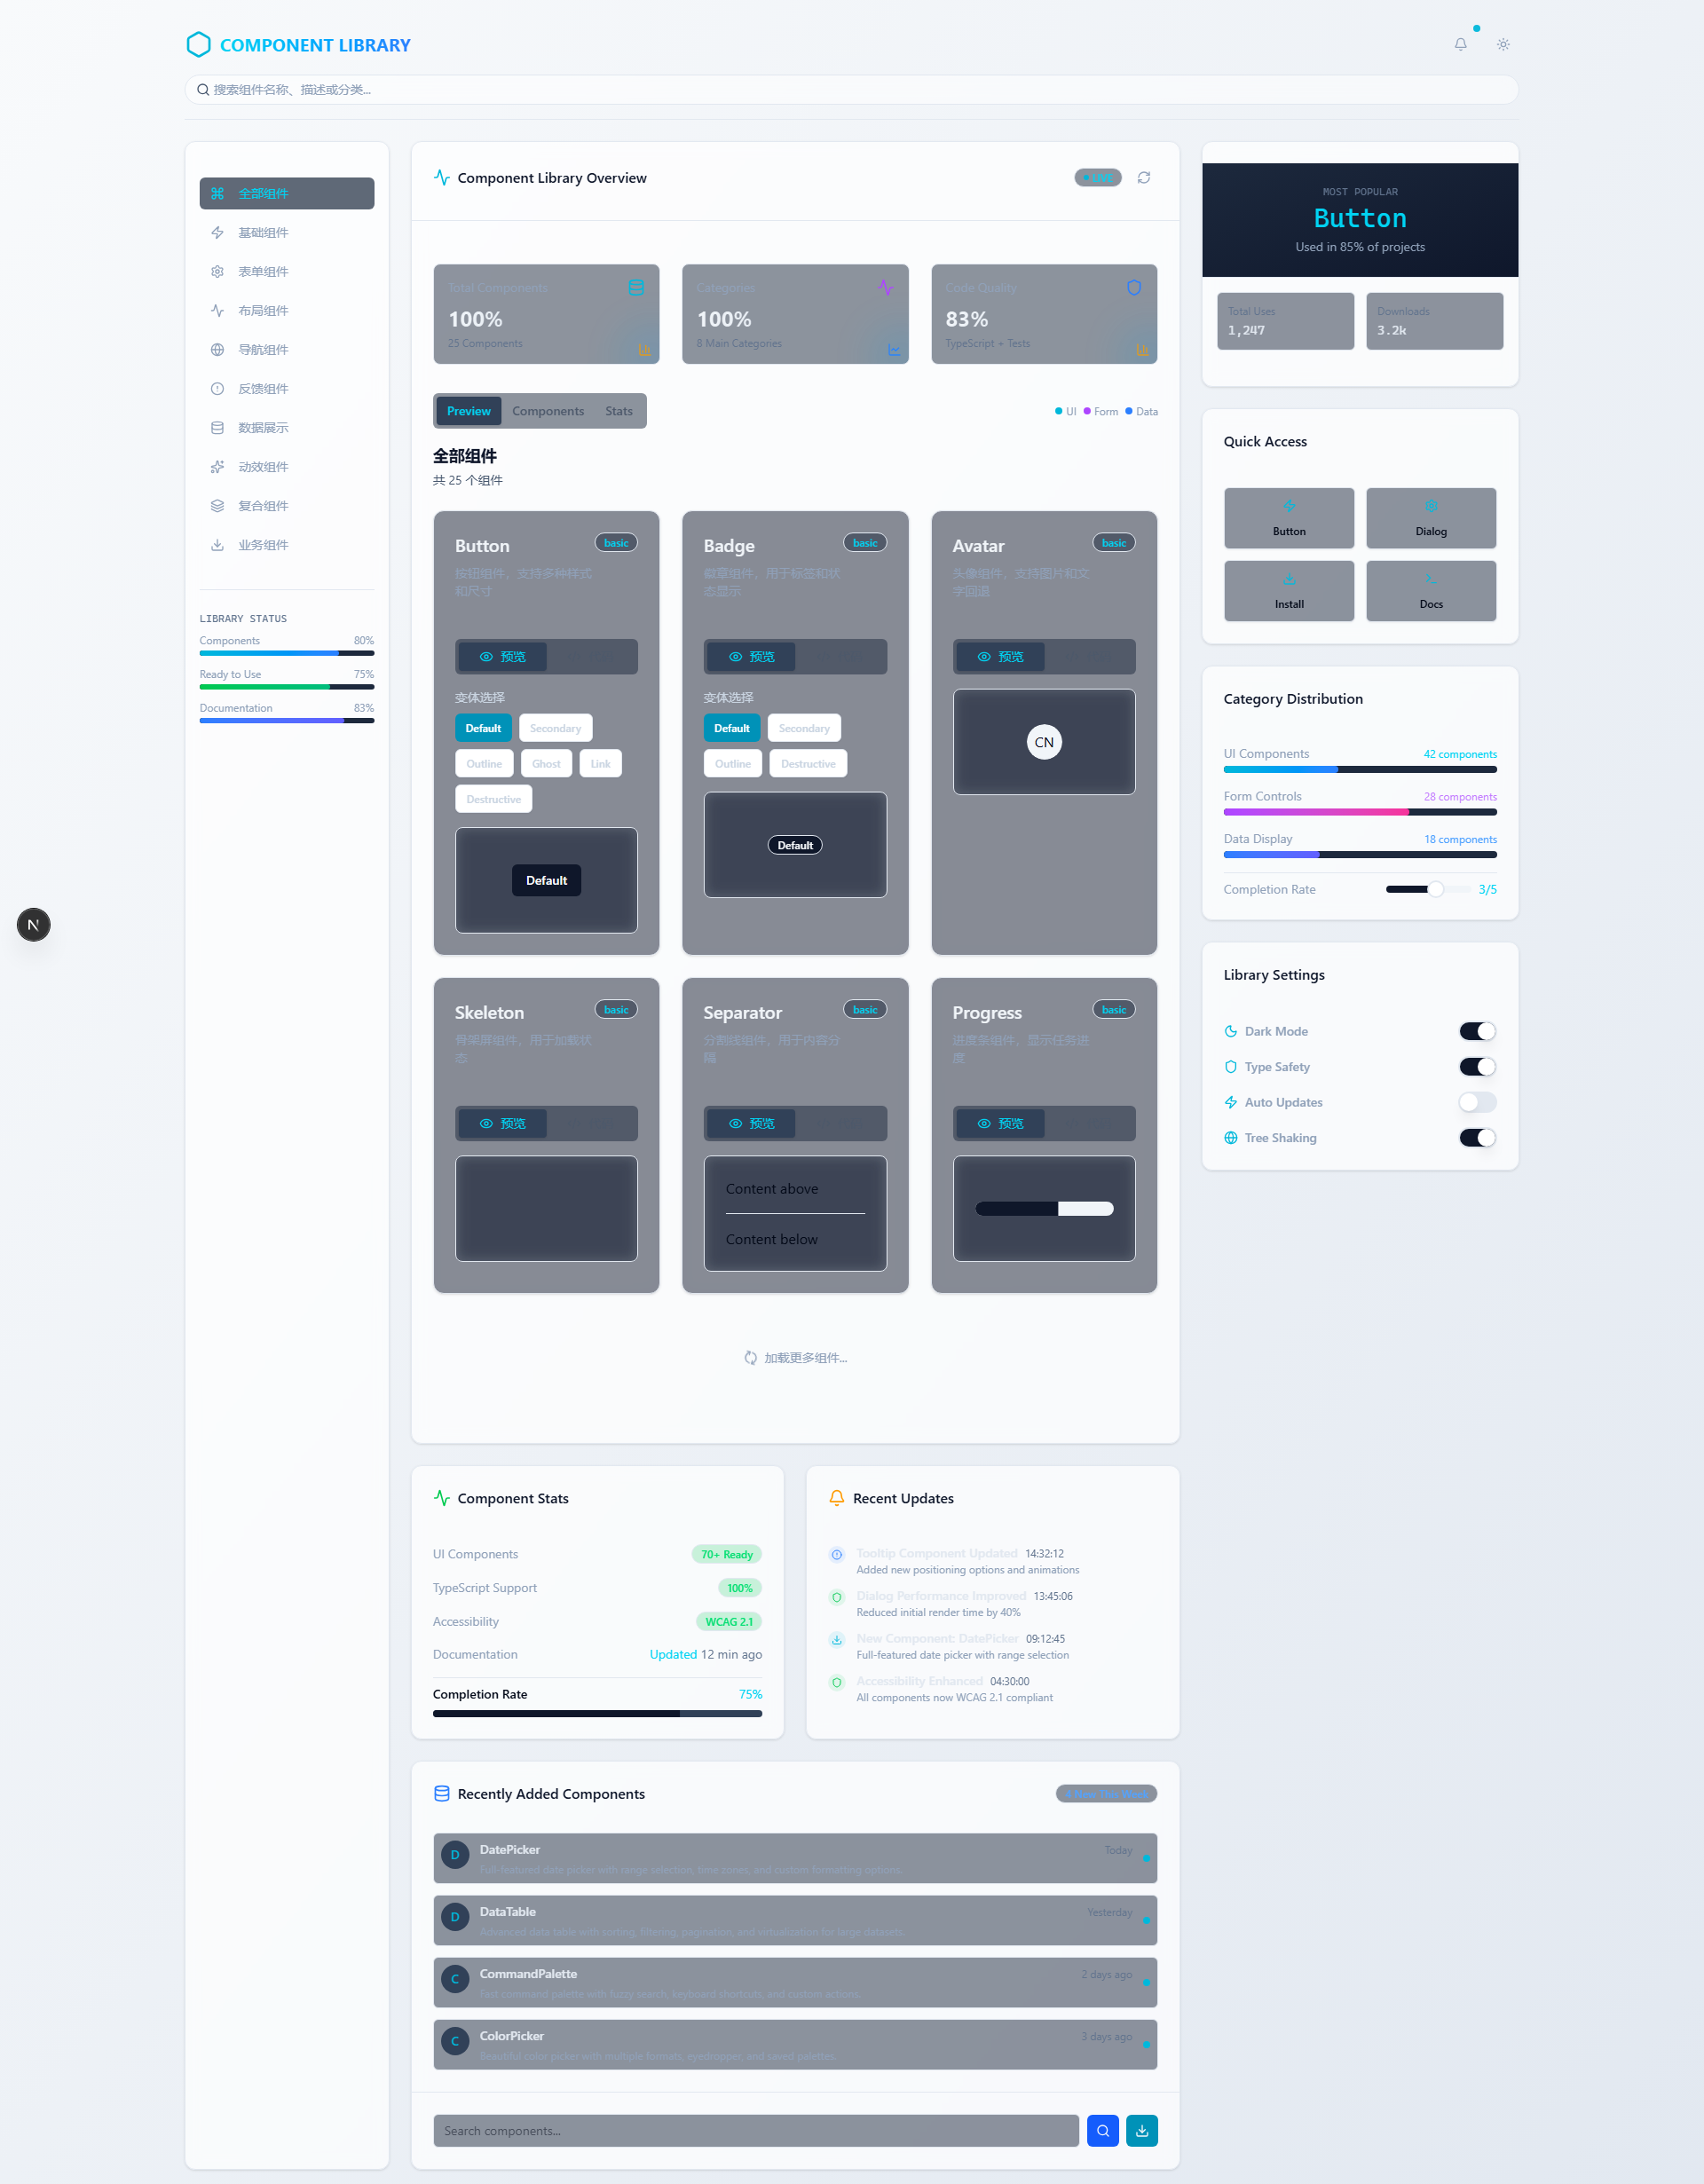 COMPONENT LIBRARY
搜索组件名称、描述或分类...
全部组件
基础组件
表单组件
布局组件
导航组件
反馈组件
数据展示
动效组件
复合组件
业务组件
LIBRARY STATUS
Components 80%
Ready to Use 75%
Documentation 83%
Component Library Overview
Total Components
100%
25 Components
Categories
100%
8 Main Categories
Code Quality
83%
TypeScript + Tests
Preview Components Stats
UI Form Data
全部组件
共 25 个组件
Button basic
按钮组件，支持多种样式
和尺寸
预览
变体选择
Default Secondary
Outline Ghost Link
Destructive
Default
Badge basic
徽章组件，用于标签和状
态显示
预览
变体选择
Default Secondary
Outline Destructive
Default
Avatar basic
头像组件，支持图片和文
字回退
预览
CN
Skeleton basic
骨架屏组件，用于加载状
态
预览
Separator basic
分割线组件，用于内容分
隔
预览
Content above
Content below
Progress basic
进度条组件，显示任务进
度
预览
加载更多组件...
Component Stats
UI Components 70+ Ready
TypeScript Support 100%
Accessibility WCAG 2.1
Documentation Updated 12 min ago
Completion Rate 75%
Recent Updates
Tooltip Component Updated 14:32:12
Added new positioning options and animations
Dialog Performance Improved 13:45:06
Reduced initial render time by 40%
New Component: DatePicker 09:12:45
Full-featured date picker with range selection
Accessibility Enhanced 04:30:00
All components now WCAG 2.1 compliant
Recently Added Components
D DatePicker Today
Full-featured date picker with range selection, time zones, and custom formatting options.
D DataTable Yesterday
Advanced data table with sorting, filtering, pagination, and virtualization for large datasets.
C CommandPalette 2 days ago
Fast command palette with fuzzy search, keyboard shortcuts, and custom actions.
C ColorPicker 3 days ago
Beautiful color picker with multiple formats, eyedropper, and saved palettes.
Search components...
MOST POPULAR
Button
Used in 85% of projects
Total Uses
1,247
Downloads
3.2k
Quick Access
Button
Dialog
Install
Docs
Category Distribution
UI Components 42 components
Form Controls 28 components
Data Display 18 components
Completion Rate 3/5
Library Settings
Dark Mode
Type Safety
Auto Updates
Tree Shaking
N